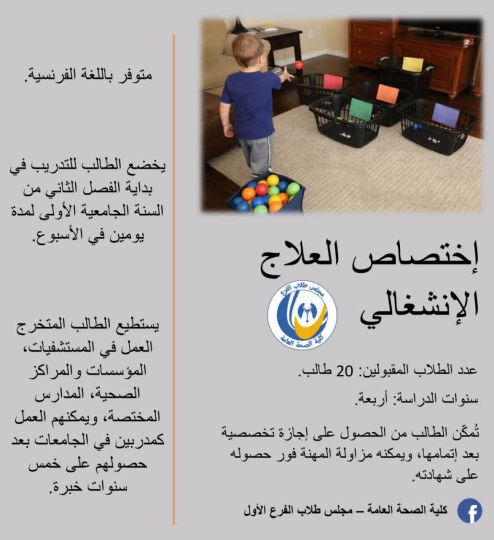 متوفر باللغة الفرنسية.
يخضع الطالب للتدريب في
بداية الفصل الثاني من
السنة الجامعية الأولى لمدة
يومين في الأسبوع.
يستطيع الطالب المتخرج
العمل في المستشفيات،
المؤسسات والمراكز
الصحية، المدارس
المختصة، ويمكنهم العمل
كمدربين في الجامعات بعد
حصولهم على خمس
سنوات خبرة.
إختصاص العلاج
الإنشغالي
مجلس طلاب الفرع
كلية الصحة العامة
عدد الطلاب المقبولين: 20 طالب.
سنوات الدراسة: أربعة.
تُمكّن الطالب من الحصول على إجازة تخصصية
بعد إتمامها، ويمكنه مزاولة المهنة فور حصوله
على شهادته.
كلية الصحة العامة – مجلس طلاب الفرع الأول